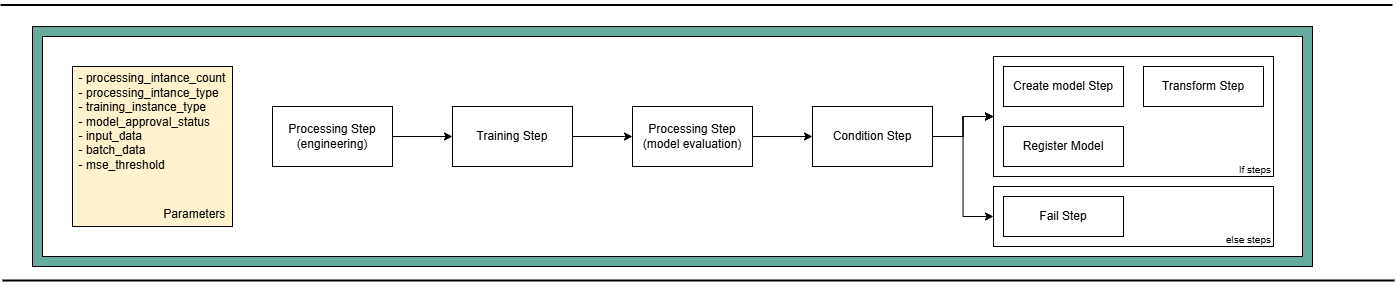 - processing_intance_count
- processing_intance_type
- training_instance_type
- model_approval_status
- input_data
- batch_data
- mse_threshold
Parameters
Processing Step
(engineering)
Training Step
Processing Step
(model evaluation)
Condition Step
Create model Step
Transform Step
Register Model
If steps
Fail Step
else steps